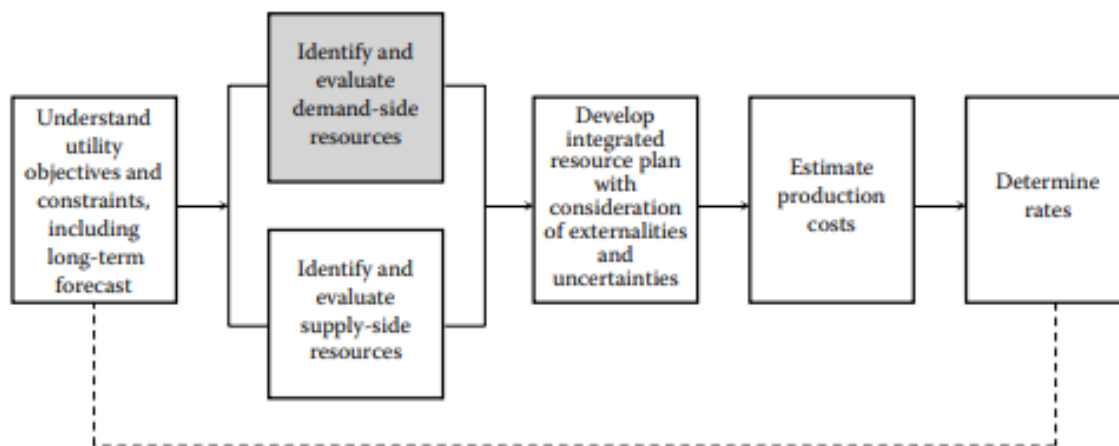 Understand
utility
objectives and
constraints,
including
long-term
forecast
Identify and
evaluate
demand-side
resources
Identify and
evaluate
supply-side
resources
Develop
integrated
resource plan
with
consideration
of externalities
and
uncertainties
Estimate
production
costs
Determine
rates